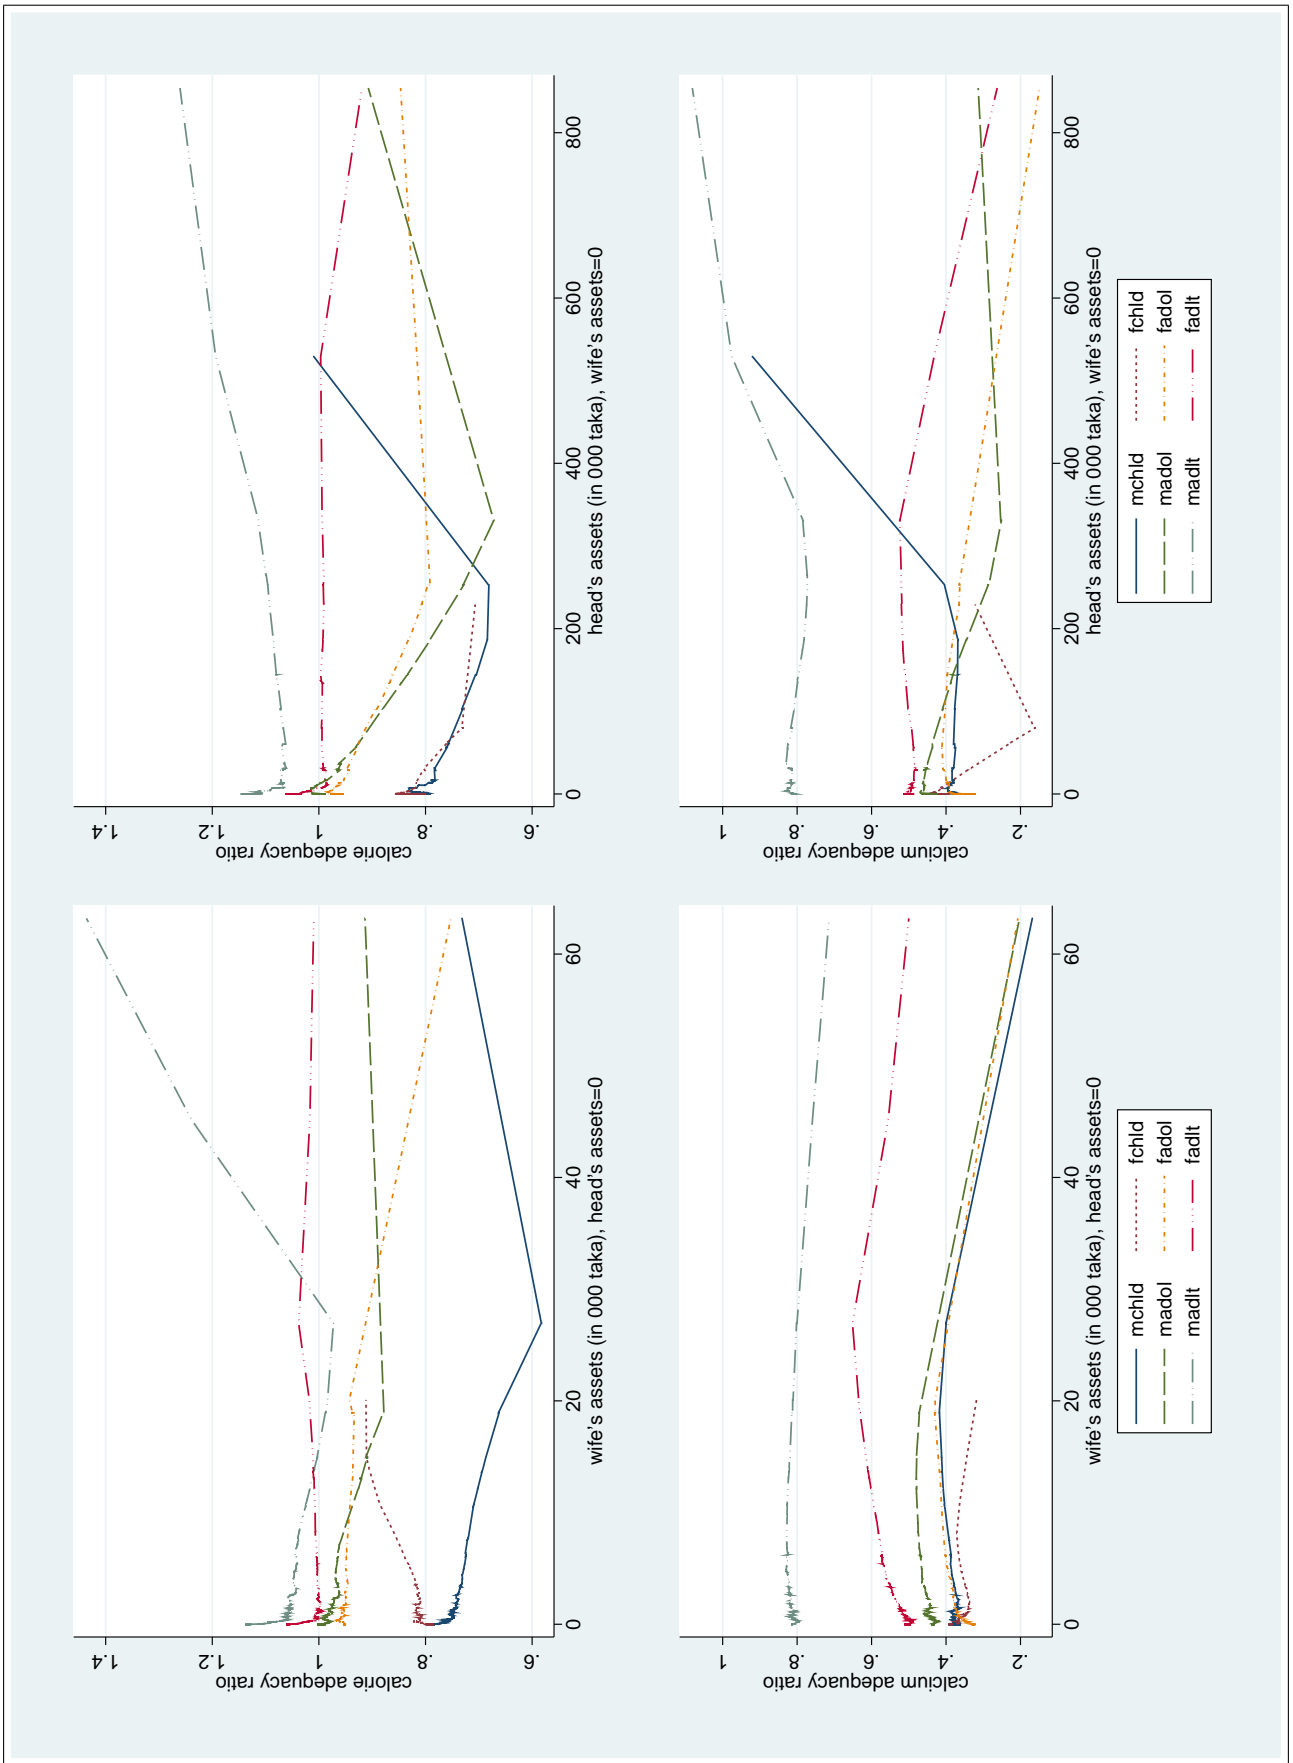 calorie adequacy ratio
1.4
1.2
1
.8
.6
0 20 40 60
wife's assets (in 000 taka), head's assets=0
calorie adequacy ratio
1.4
1.2
1
.8
.6
0 200 400 600 800
head's assets (in 000 taka), wife's assets=0
calcium adequacy ratio
1
.8
.6
.4
.2
0 20 40 60
wife's assets (in 000 taka), head's assets=0
mchld fchld
madol fadol
madlt fadlt
calcium adequacy ratio
1
.8
.6
.4
.2
0 200 400 600 800
head's assets (in 000 taka), wife's assets=0
mchld fchld
madol fadol
madlt fadlt